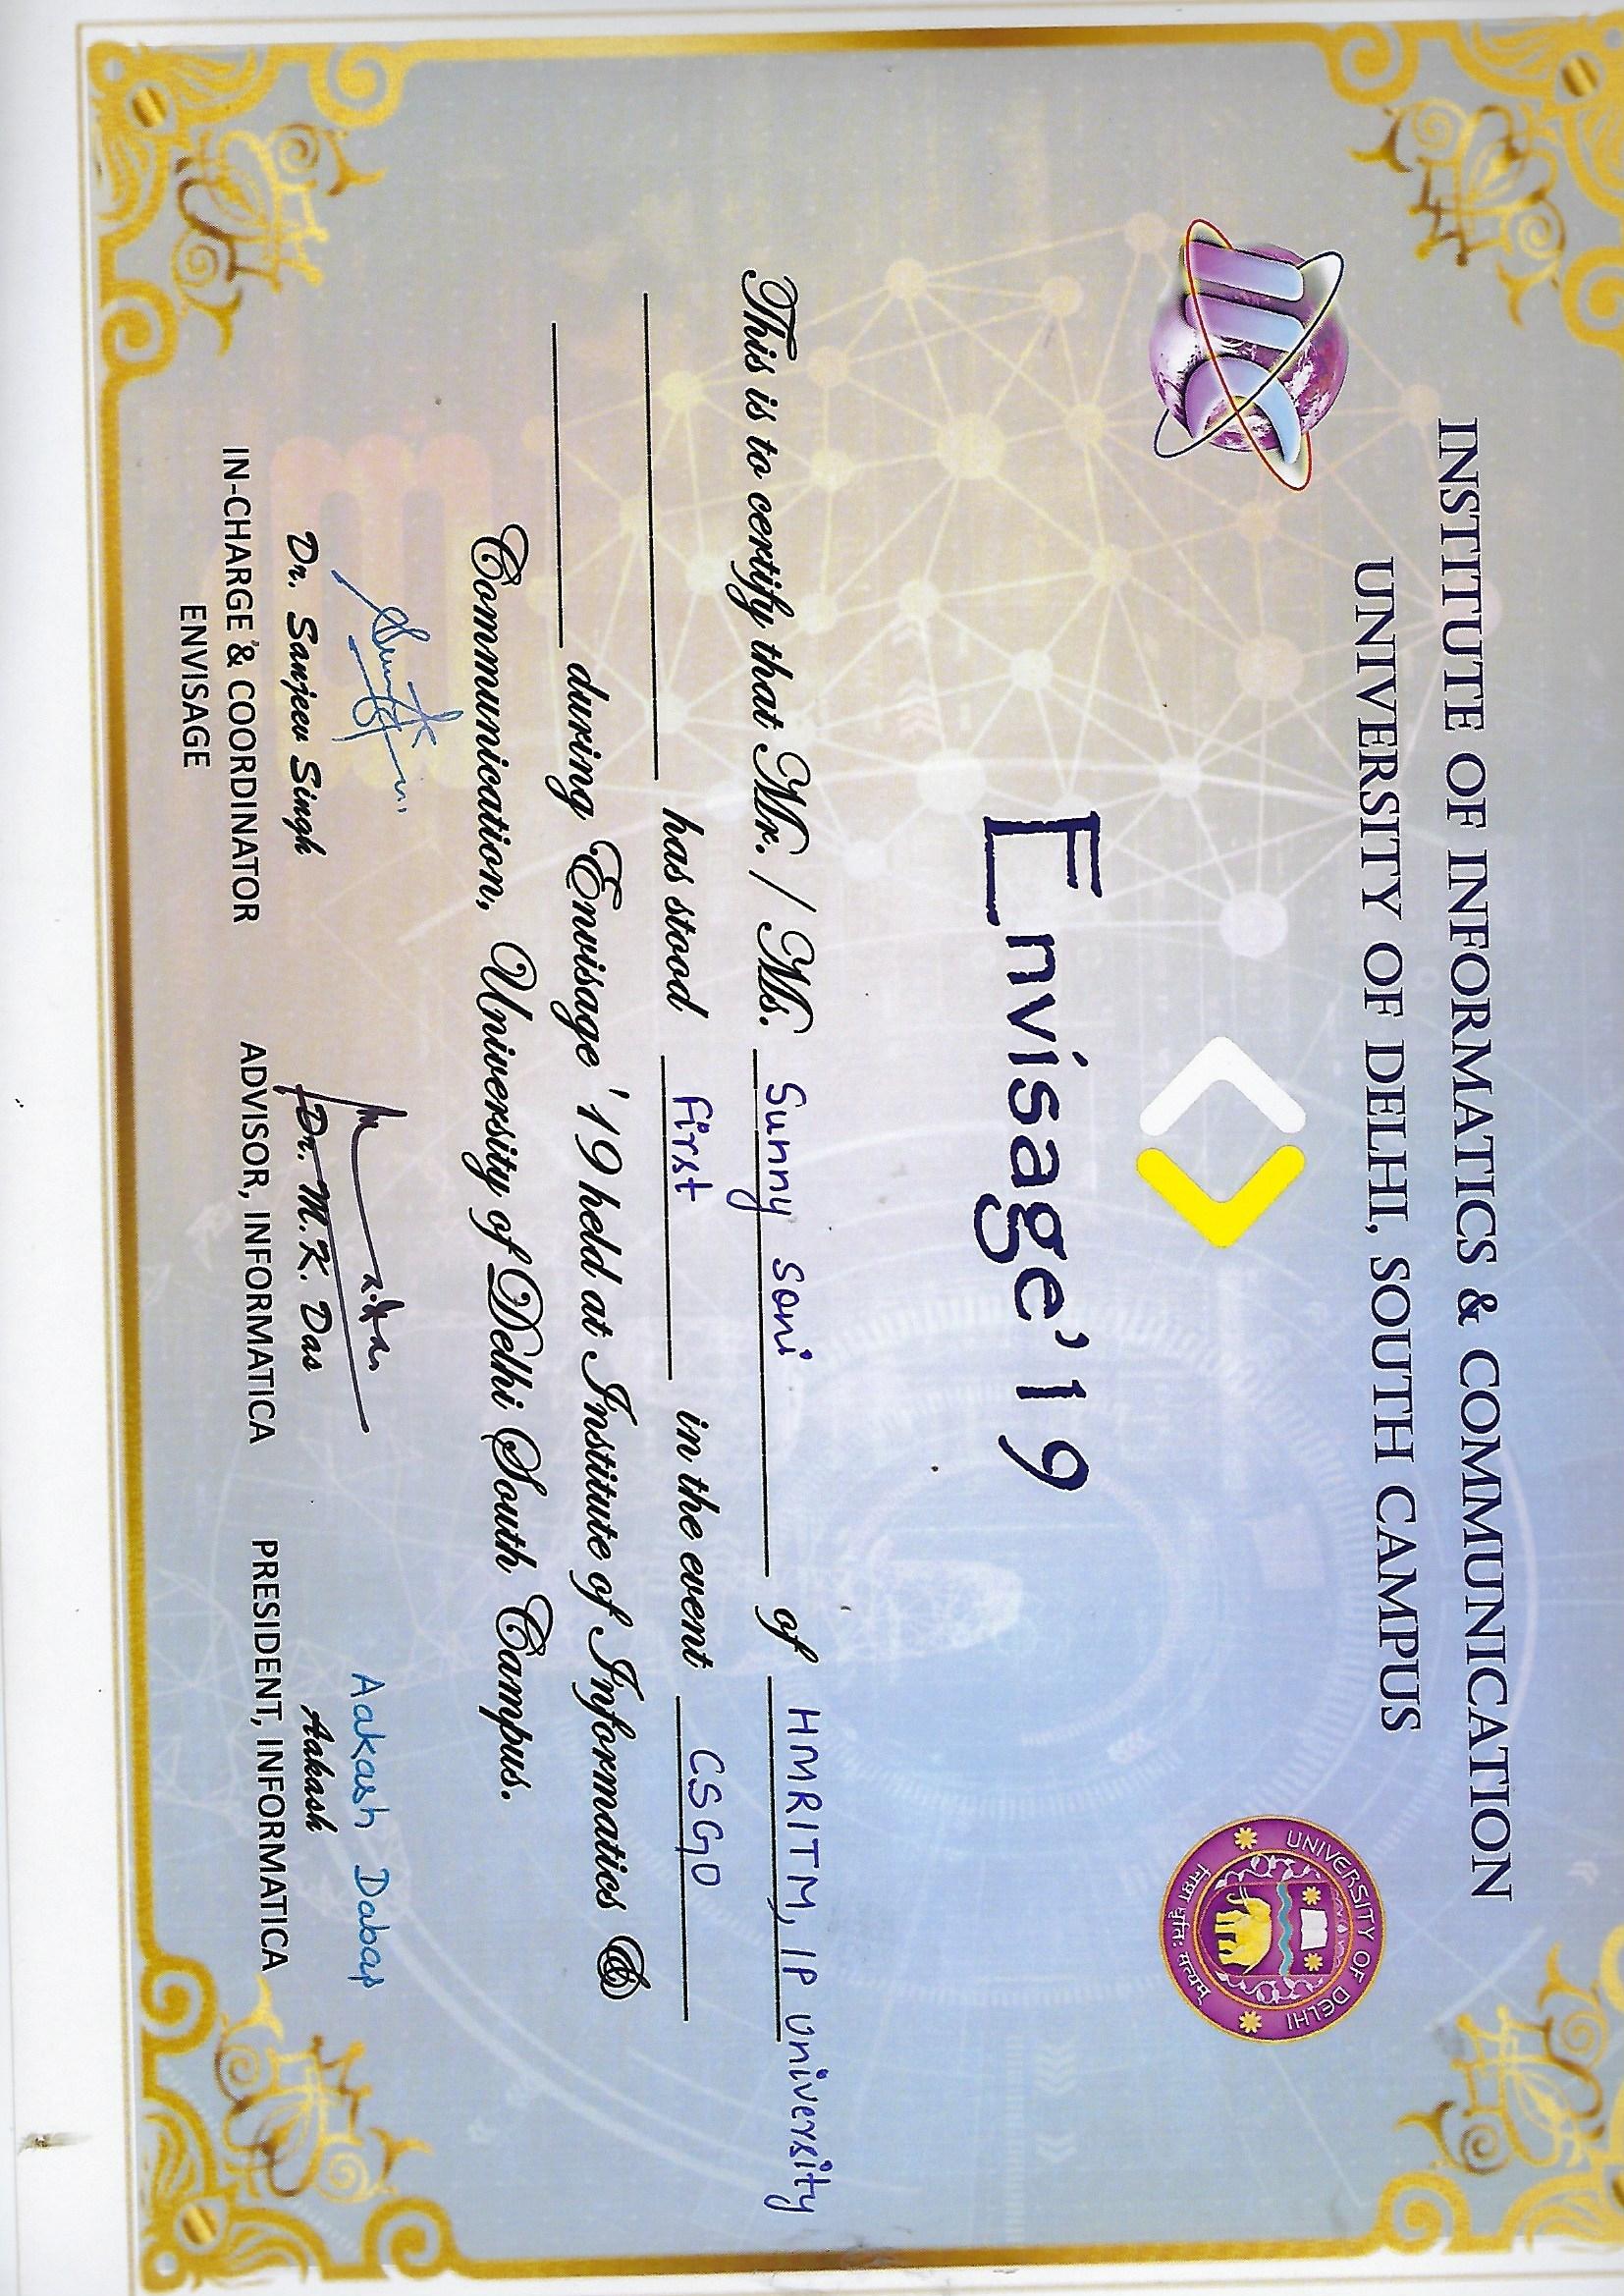 INSTITUTE OF INFORMATICS & COMMUNICATION
UNIVERSITY OF DELHI, SOUTH CAMPUS
IIC
UNIVERSITY OF DELHI
निष्ठा धृति: सत्यम्
Envisage'19
This is to certify that Mr. / Ms. Sunny Soni of HMRITM, IP University
has stood First in the event CSGO
during Envisage '19 held at Institute of Informatics &
Communication, University of Delhi South Campus.
Aakash Dabas
Dr. Sanjeev Singh Dr. M.K. Das Aakash
IN-CHARGE & COORDINATOR ADVISOR, INFORMATICA PRESIDENT, INFORMATICA
ENVISAGE